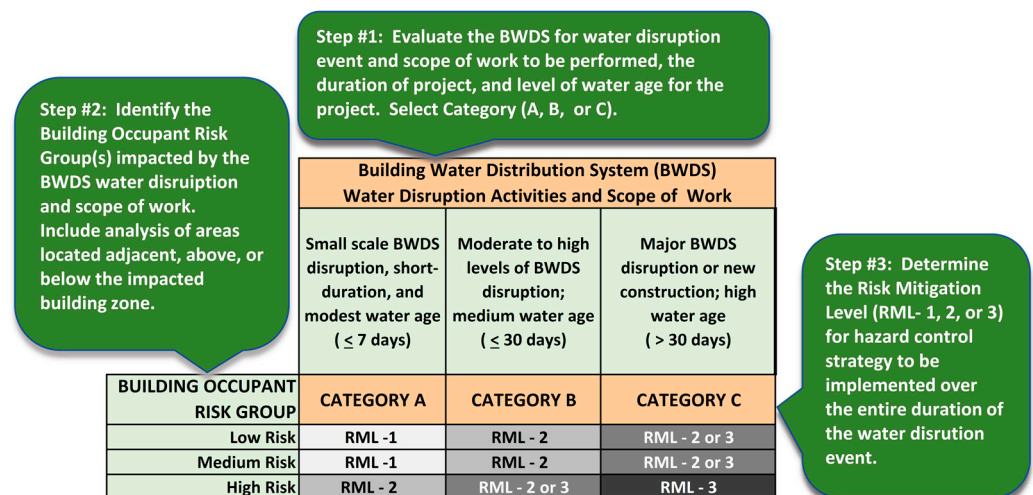 Step #1: Evaluate the BWDS for water disruption
event and scope of work to be performed, the
duration of project, and level of water age for the
project. Select Category (A, B, or C).
Step #2: Identify the
Building Occupant Risk
Group(s) impacted by the
BWDS water disruiption
and scope of work.
Include analysis of areas
located adjacent, above, or
below the impacted
building zone.
Building Water Distribution System (BWDS)
Water Disruption Activities and Scope of Work
Small scale BWDS
disruption, short-
duration, and
modest water age
( ≤ 7 days)
Moderate to high
levels of BWDS
disruption;
medium water age
( ≤ 30 days)
Major BWDS
disruption or new
construction; high
water age
( > 30 days)
Step #3: Determine
the Risk Mitigation
Level (RML- 1, 2, or 3)
for hazard control
strategy to be
implemented over
the entire duration of
the water disrution
event.
BUILDING OCCUPANT
RISK GROUP
CATEGORY A
CATEGORY B
CATEGORY C
Low Risk
RML -1
RML - 2
RML - 2 or 3
Medium Risk
RML -1
RML - 2
RML - 2 or 3
High Risk
RML - 2
RML - 2 or 3
RML - 3